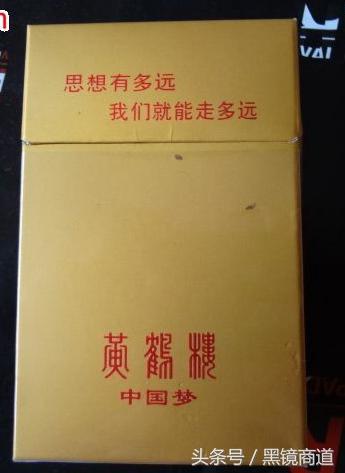 思想有多远
我们就能走多远
黄鹤楼
中国梦
头条号 / 黑镜商道